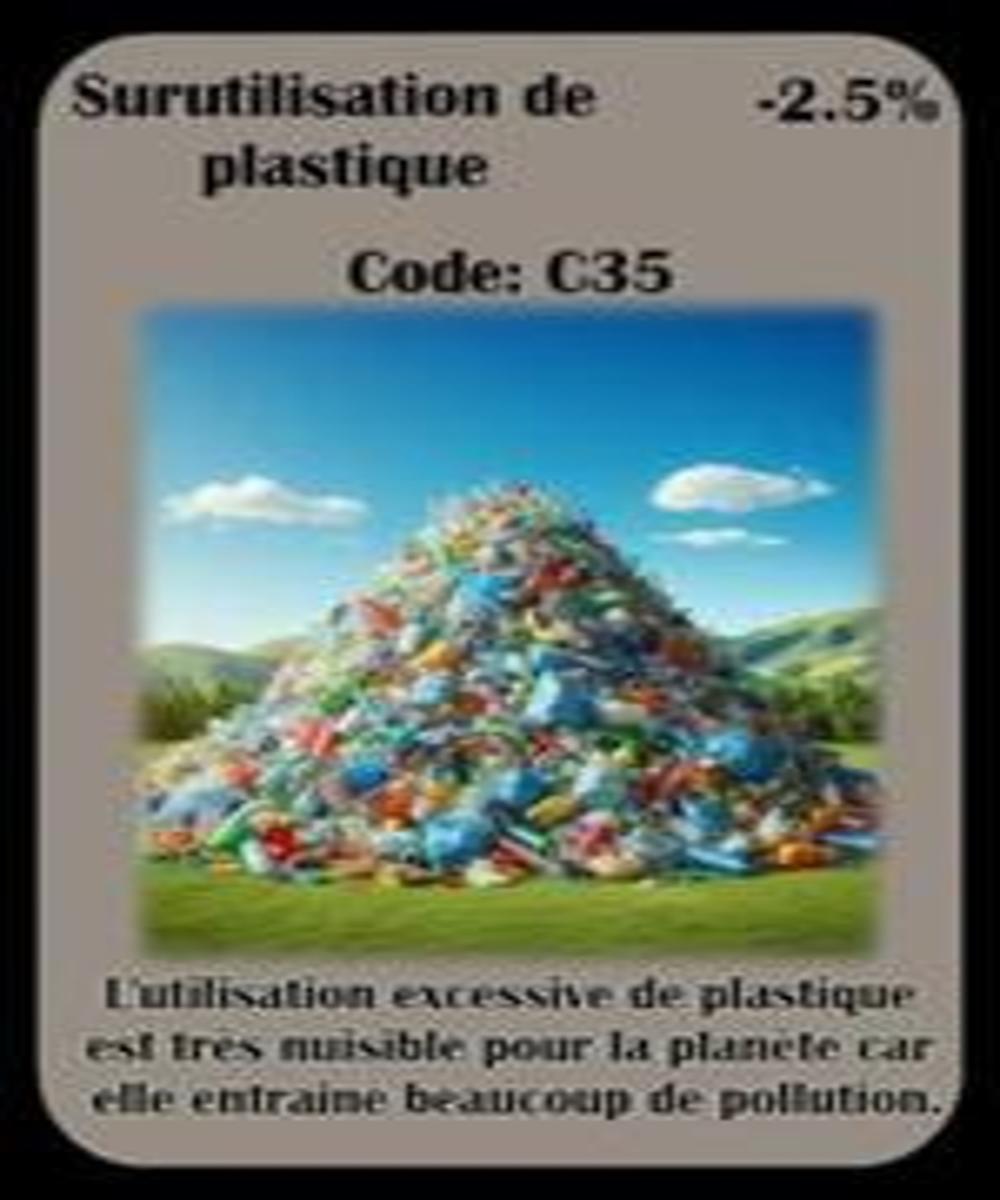 Surutilisation de
plastique
-2.5%
Code: C35
L'utilisation excessive de plastique
est très nuisible pour la planète car
elle entraine beaucoup de pollution.